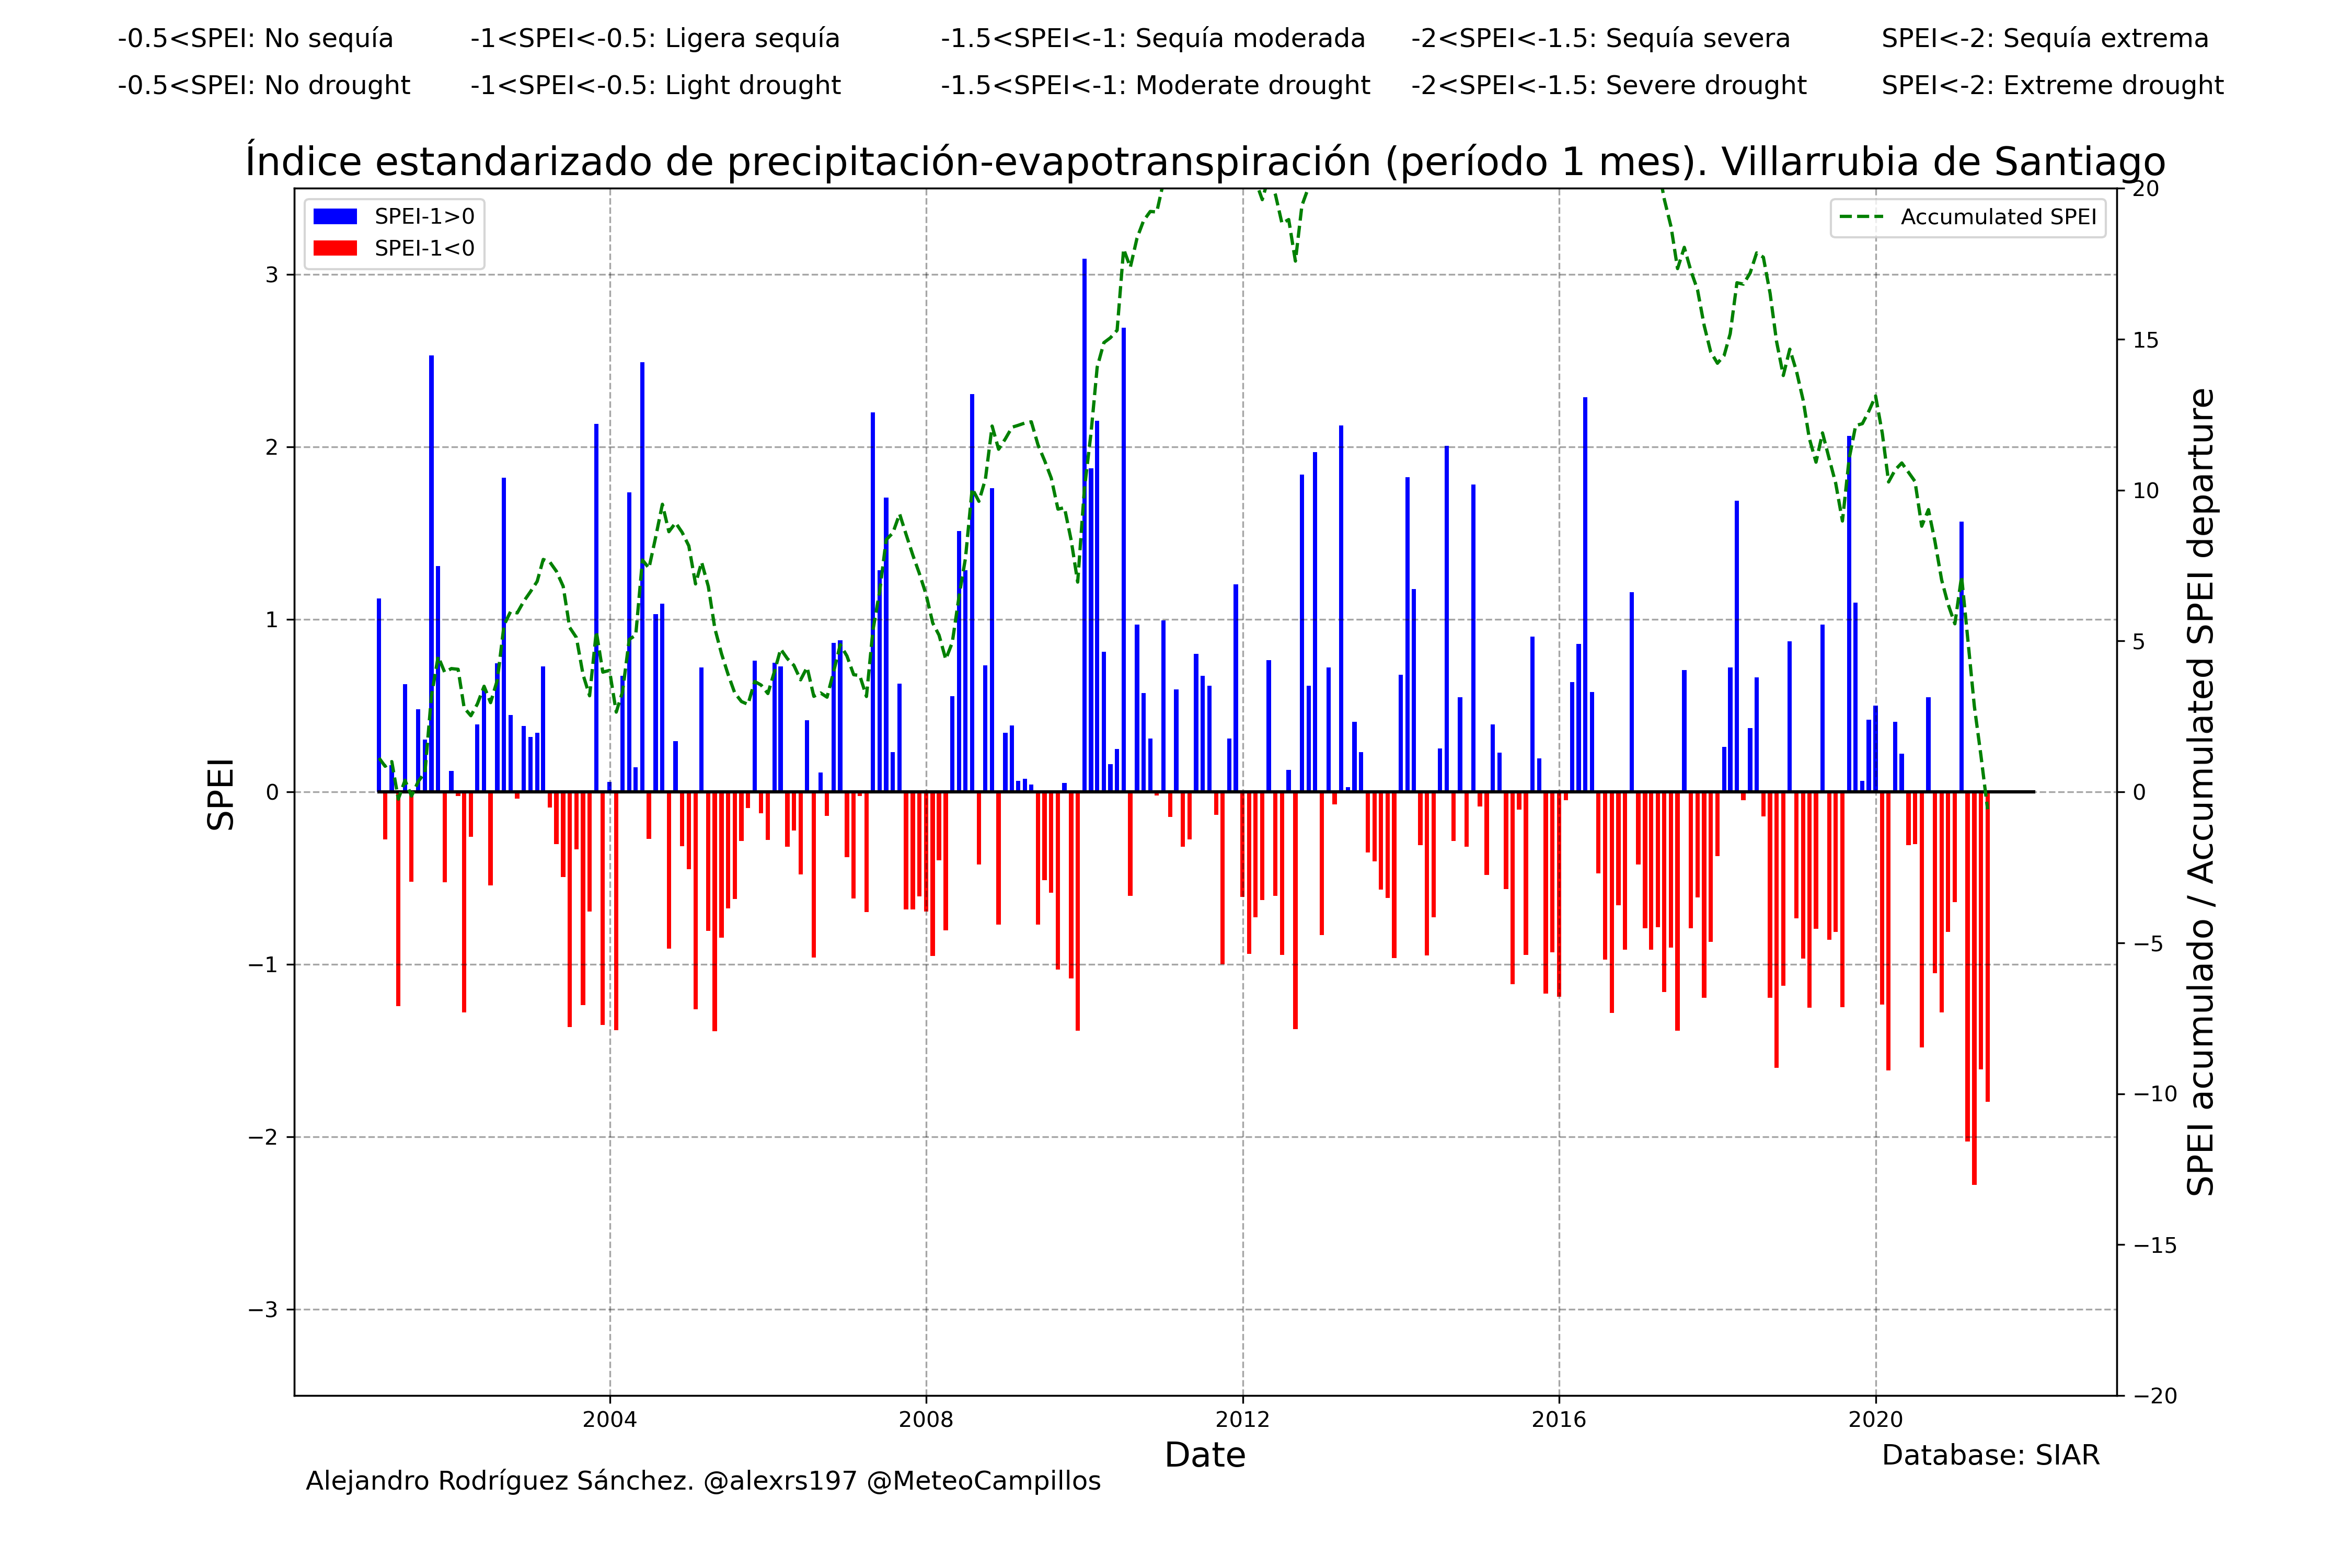 -0.5<SPEI: No sequía -1<SPEI<-0.5: Ligera sequía -1.5<SPEI<-1: Sequía moderada -2<SPEI<-1.5: Sequía severa SPEI<-2: Sequía extrema
-0.5<SPEI: No drought -1<SPEI<-0.5: Light drought -1.5<SPEI<-1: Moderate drought -2<SPEI<-1.5: Severe drought SPEI<-2: Extreme drought
Índice estandarizado de precipitación-evapotranspiración (período 1 mes). Villarrubia de Santiago
SPEI-1>0
SPEI-1<0
Accumulated SPEI
SPEI
3
2
1
0
−1
−2
−3
20
15
10
5
0
−5
−10
−15
−20
SPEI acumulado / Accumulated SPEI departure
2004 2008 2012 2016 2020
Date
Database: SIAR
Alejandro Rodríguez Sánchez. @alexrs197 @MeteoCampillos